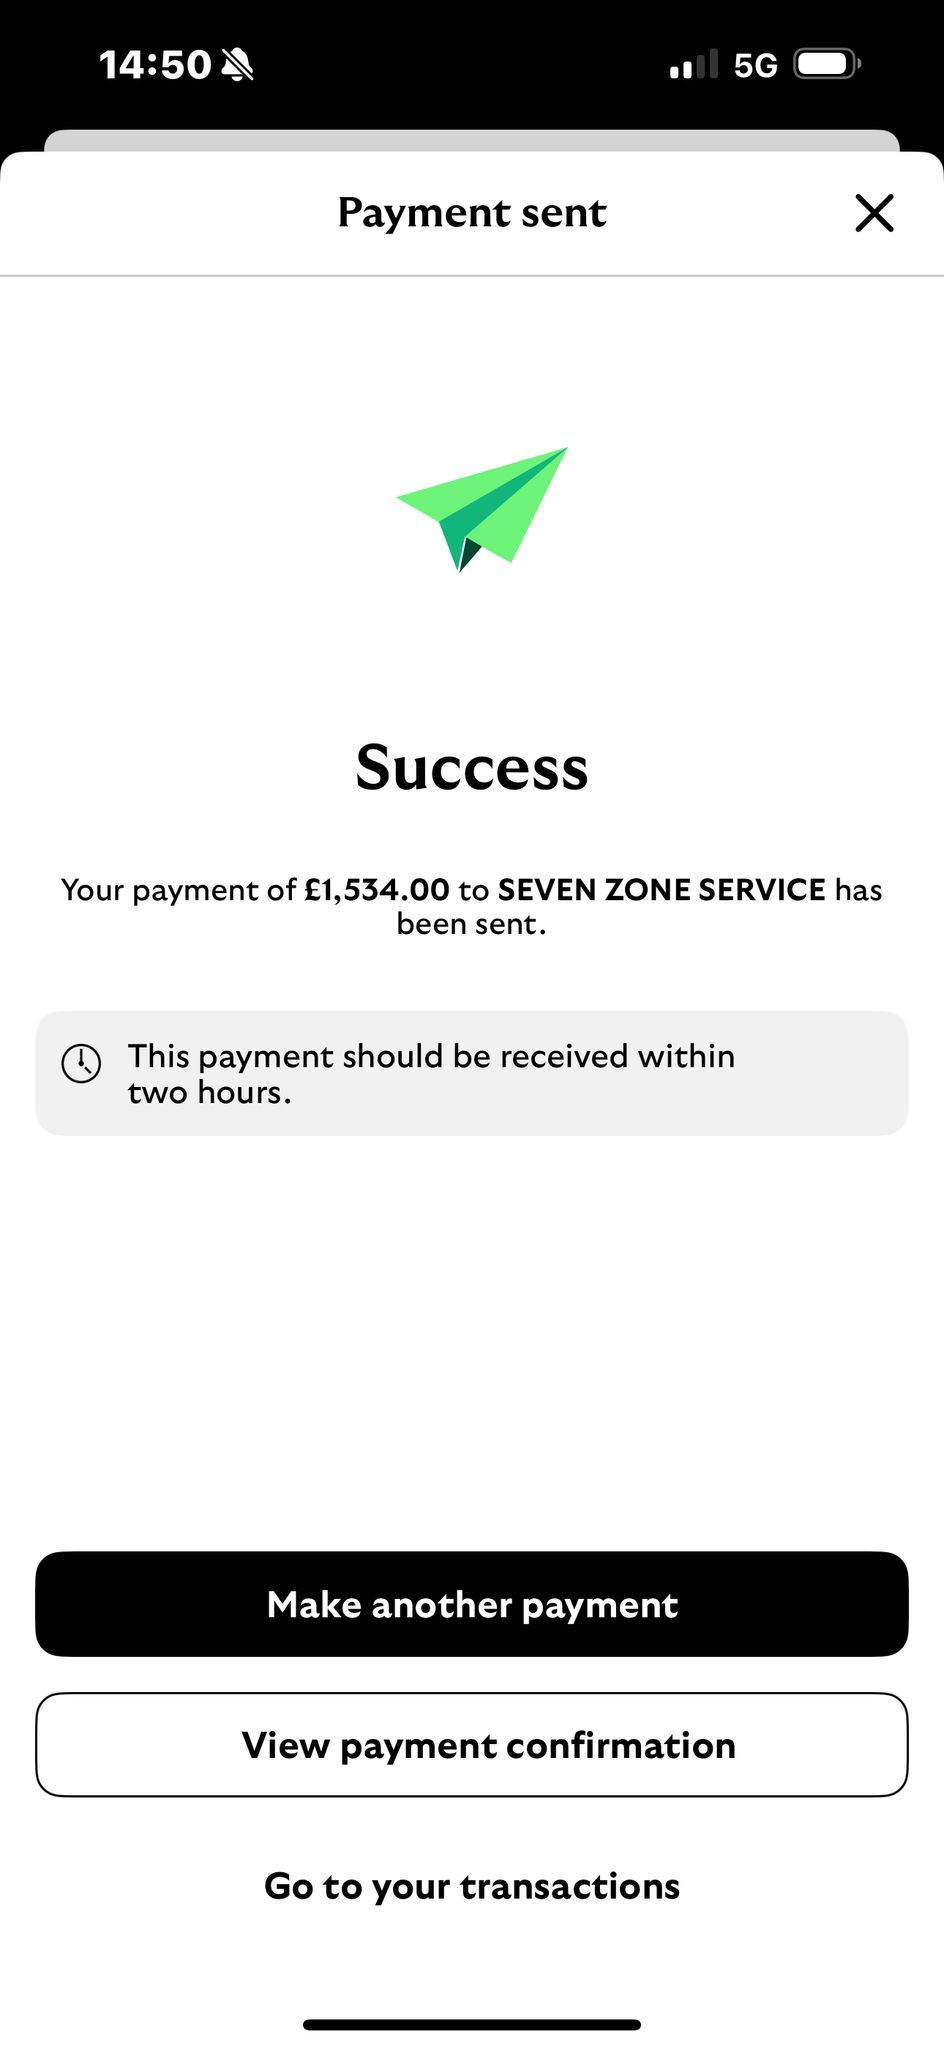 14:50 5G
Payment sent
Success
Your payment of £1,534.00 to SEVEN ZONE SERVICE has
been sent.
This payment should be received within
two hours.
Make another payment
View payment confirmation
Go to your transactions